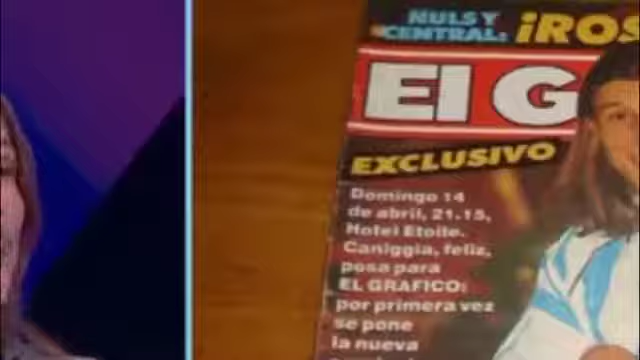 ÑULS Y
CENTRAL: ¡ROS
El G
EXCLUSIVO
Domingo 14
de abril, 21.15,
Hotel Etoile.
Caniggia, feliz,
posa para
EL GRAFICO:
por primera vez
se pone
la nueva